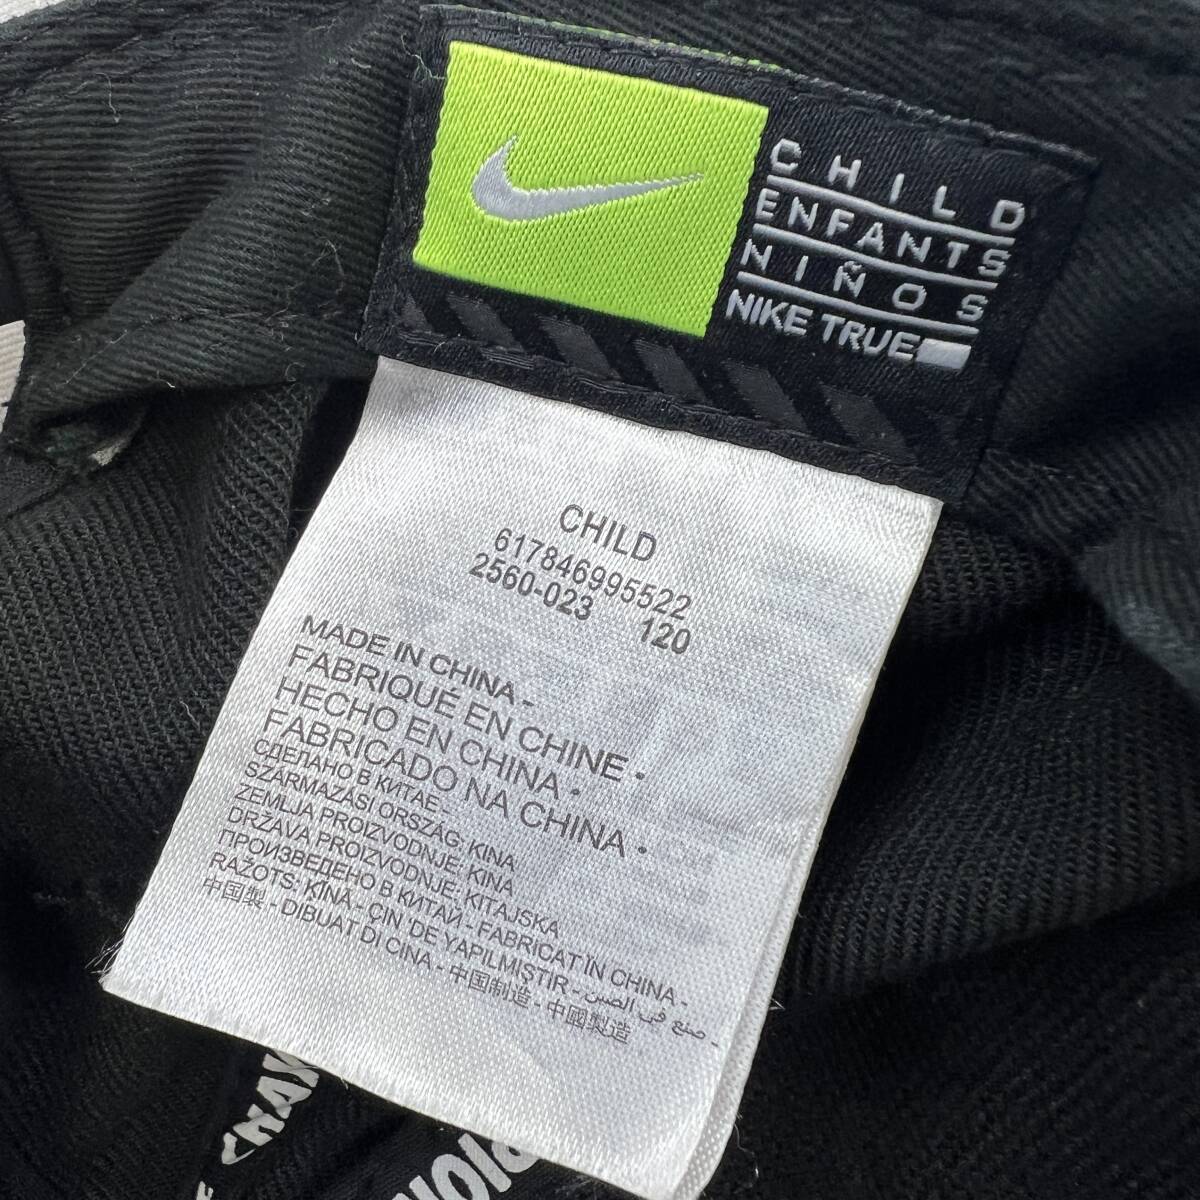 CHILD
ENFANTS
NIÑOS
NIKE TRUE
CHILD
617846995522
2560-023 120
MADE IN CHINA -
FABRIQUÉ EN CHINE •
HECHO EN CHINA •
FABRICADO NA CHINA •
СДЕЛАНО В КИТАЕ
SZÁRMAZÁSI ORSZÁG: KINA
ZEMLJA PROIZVODNJE: KINA
DRŽAVA PROIZVODNJE: KITAJSKA
ПРОИЗВЕДЕНО В КИТАЙ - FABRICAT ÎN CHINA -
RAŽOTS: ĶĪNA - ÇIN' DE YAPILMIŞTIR - صنع في الصين -
中国製 - DIBUAT DI CINA - 中国制造 - 中國製造